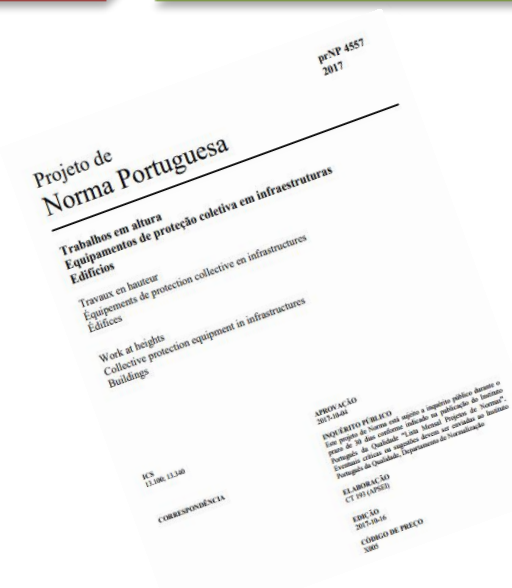 prNP 4557
2017
Projeto de
Norma Portuguesa
Trabalhos em altura
Equipamentos de proteção coletiva em infraestruturas
Edifícios
Travaux en hauteur
Équipements de protection collective en infrastructures
Édifices
Work at heights
Collective protection equipment in infrastructures
Buildings
ICS
13.100; 13.340
CORRESPONDÊNCIA
APROVAÇÃO
2017-10-04
INQUÉRITO PÚBLICO
Este projeto de Norma está sujeito a inquérito público durante o
prazo de 30 dias conforme indicado na publicação do Instituto
Português da Qualidade "Lista Mensal Projetos de Normas".
Eventuais críticas ou sugestões devem ser enviadas ao Instituto
Português da Qualidade, Departamento de Normalização
ELABORAÇÃO
CT 193 (APSEI)
EDIÇÃO
2017-10-16
CÓDIGO DE PREÇO
X005